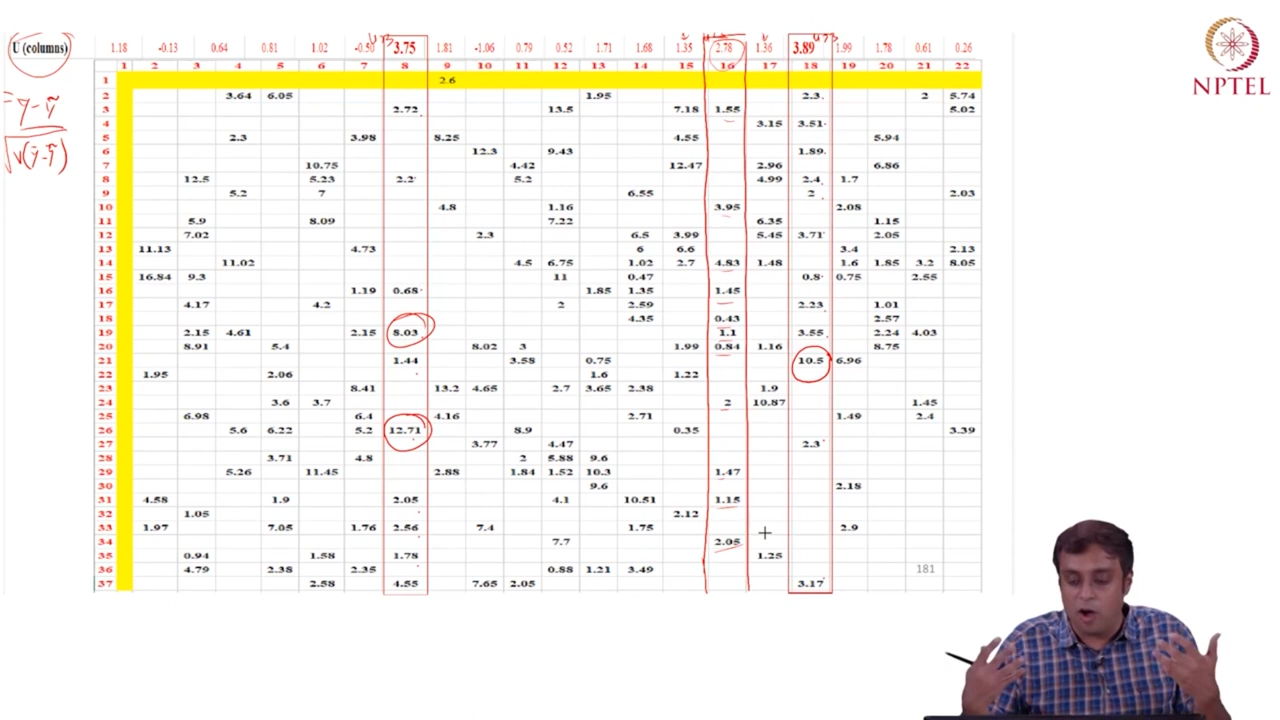 U (columns) 1.18 -0.13 0.64 0.81 1.02 -0.50 3.75 1.81 -1.06 0.79 0.52 1.71 1.68 1.35 2.78 1.36 3.89 1.99 1.78 0.61 0.26
1 2 3 4 5 6 7 8 9 10 11 12 13 14 15 16 17 18 19 20 21 22
1 2.6
2 3.64 6.05 1.95 2.3 2 5.74
3 2.72 13.5 7.18 1.55 5.02
4 3.15 3.51
5 2.3 3.98 8.25 4.55 5.94
6 12.3 9.43 1.89
7 10.75 4.42 12.47 2.96 6.86
8 12.5 5.23 2.2 5.2 4.99 2.4 1.7
9 5.2 7 6.55 2 2.03
10 4.8 1.16 3.95 2.08
11 5.9 8.09 7.22 6.35 1.15
12 7.02 2.3 6.5 3.99 5.45 3.71 2.05
13 11.13 4.73 6 6.6 3.4 2.13
14 11.02 4.5 6.75 1.02 2.7 4.83 1.48 1.6 1.85 3.2 8.05
15 16.84 9.3 11 0.47 0.8 0.75 2.55
16 1.19 0.68 1.85 1.35 1.45
17 4.17 4.2 2 2.59 2.23 1.01
18 4.35 0.43 2.57
19 2.15 4.61 2.15 8.03 1.1 3.55 2.24 4.03
20 8.91 5.4 8.02 3 1.99 0.84 1.16 8.75
21 1.44 3.58 0.75 10.5 6.96
22 1.95 2.06 1.6 1.22
23 8.41 13.2 4.65 2.7 3.65 2.38 1.9
24 3.6 3.7 2 10.87 1.45
25 6.98 6.4 4.16 2.71 1.49 2.4
26 5.6 6.22 5.2 12.71 8.9 0.35 3.39
27 3.77 4.47 2.3
28 3.71 4.8 2 5.88 9.6
29 5.26 11.45 2.88 1.84 1.52 10.3 1.47
30 9.6 2.18
31 4.58 1.9 2.05 4.1 10.51 1.15
32 1.05 2.12
33 1.97 7.05 1.76 2.56 7.4 1.75 2.9
34 7.7 2.05
35 0.94 1.58 1.78 1.25
36 4.79 2.38 2.35 0.88 1.21 3.49 181
37 2.58 4.55 7.65 2.05 3.17
NPTEL